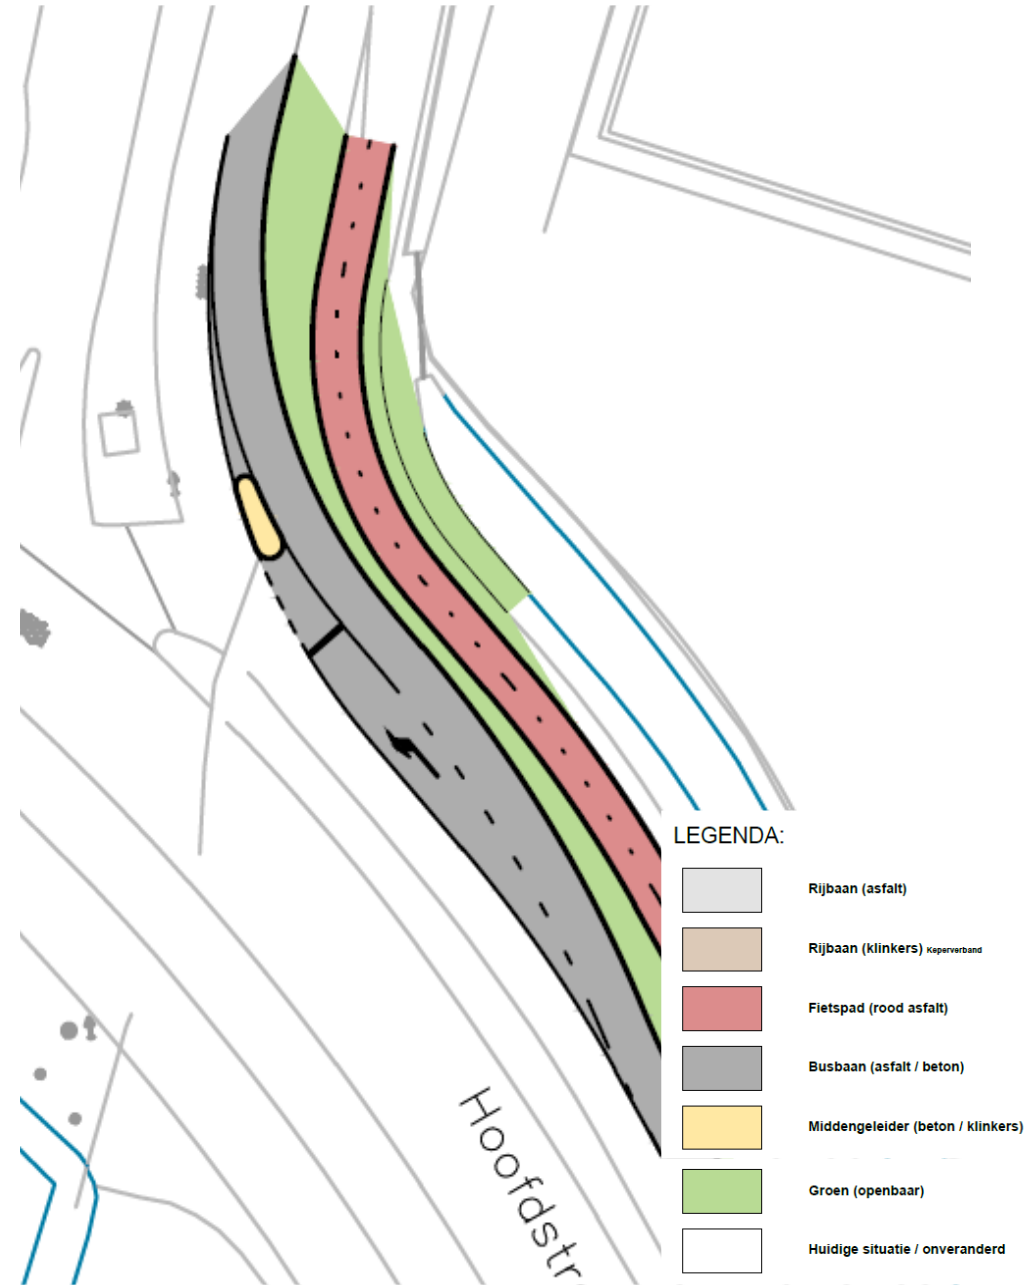 Hoofdstr
LEGENDA:
Rijbaan (asfalt)
Rijbaan (klinkers) Keperverband
Fietspad (rood asfalt)
Busbaan (asfalt / beton)
Middengeleider (beton / klinkers)
Groen (openbaar)
Huidige situatie / onveranderd